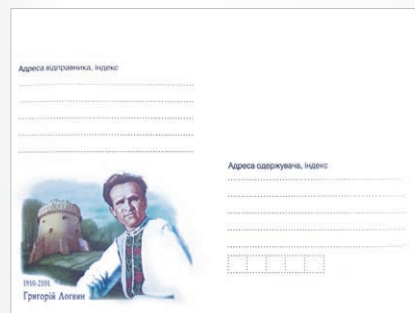 Адреса відправника, індекс
Адреса одержувача, індекс
1910-2001
Григорій Логвин